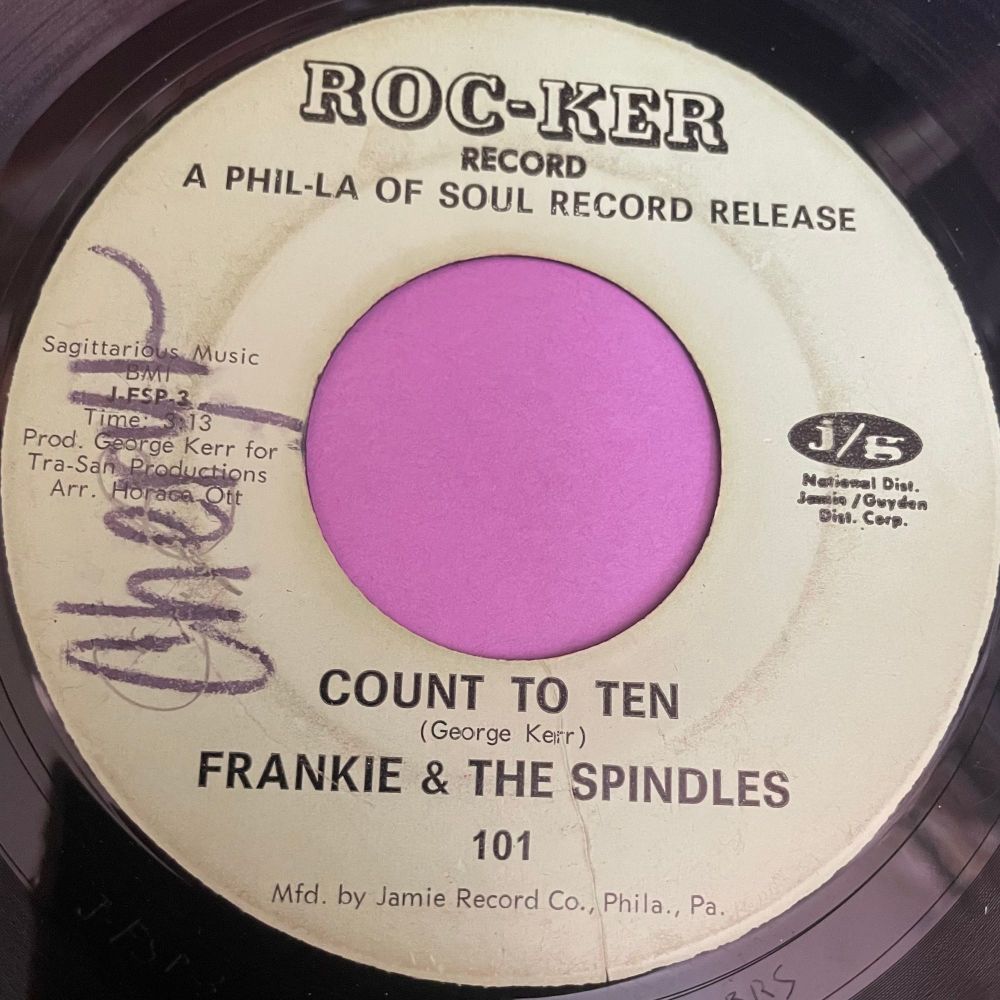 ROC-KER
RECORD
A PHIL-LA OF SOUL RECORD RELEASE
Sagittarious Music
BMI
J-FSP-3
Time: 3:13
Prod. George Kerr for
Tra-San Productions
Arr. Horace Ott
j/g
National Dist.
Jamie/Guyden
Dist. Corp.
COUNT TO TEN
(George Kerr)
FRANKIE & THE SPINDLES
101
Mfd. by Jamie Record Co., Phila., Pa.